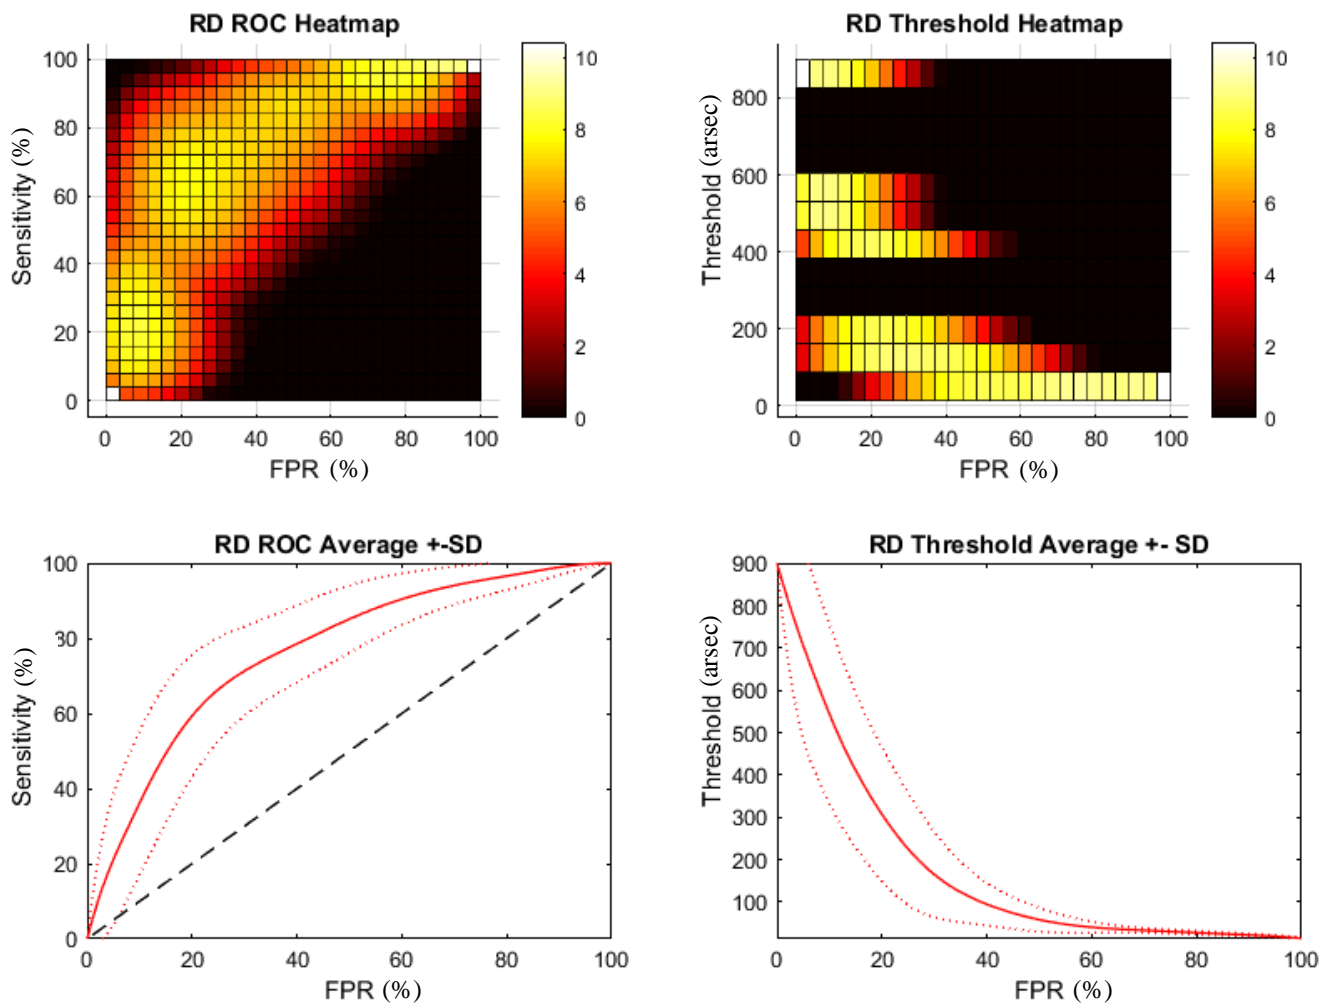 RD ROC Heatmap
100
80
60
40
20
0
Sensitivity (%)
0 20 40 60 80 100
FPR (%)
10
8
6
4
2
0
RD Threshold Heatmap
800
600
400
200
0
Threshold (arsec)
0 20 40 60 80 100
FPR (%)
10
8
6
4
2
0
RD ROC Average +-SD
100
80
60
40
20
0
Sensitivity (%)
0 20 40 60 80 100
FPR (%)
RD Threshold Average +- SD
900
800
700
600
500
400
300
200
100
Threshold (arsec)
0 20 40 60 80 100
FPR (%)